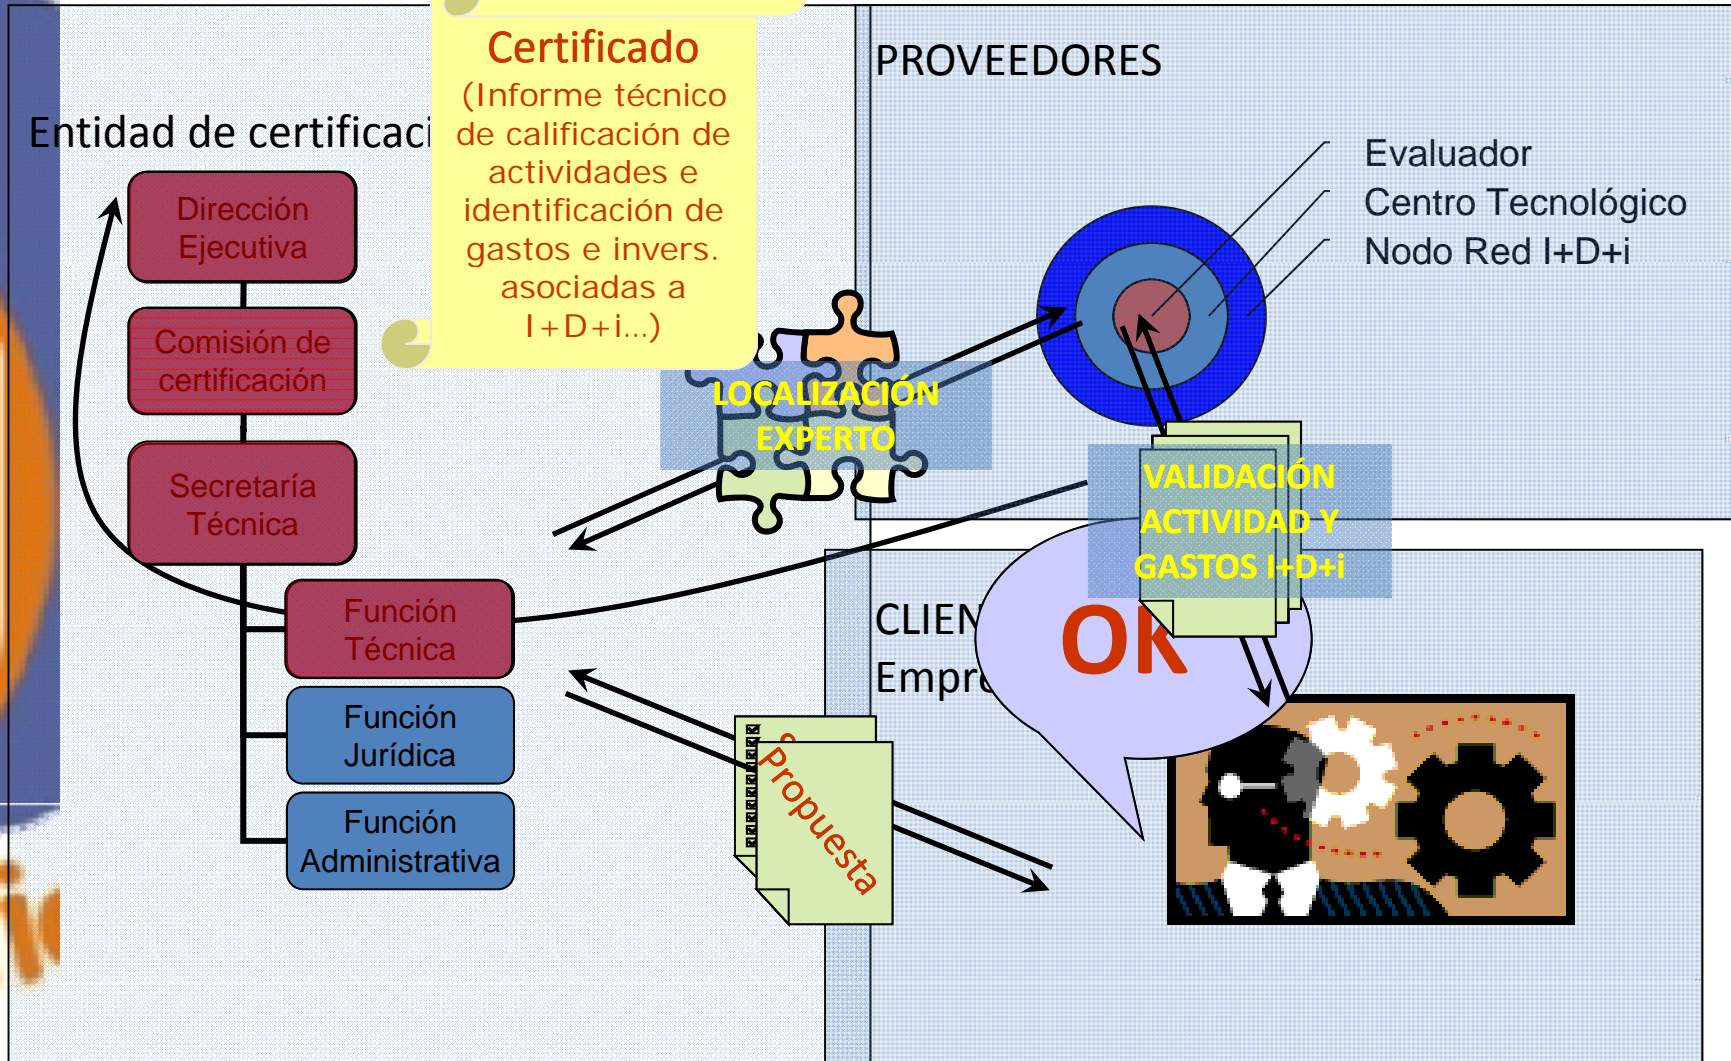 Certificado
(Informe técnico
de calificación de
actividades e
identificación de
gastos e invers.
asociadas a
I+D+i...)
Entidad de certificaci
Dirección
Ejecutiva
Comisión de
certificación
Secretaría
Técnica
Función
Técnica
Función
Jurídica
Función
Administrativa
PROVEEDORES
Evaluador
Centro Tecnológico
Nodo Red I+D+i
LOCALIZACIÓN
EXPERTO
VALIDACIÓN
ACTIVIDAD Y
GASTOS I+D+i
CLIEN
Empre
OK
Propuesta